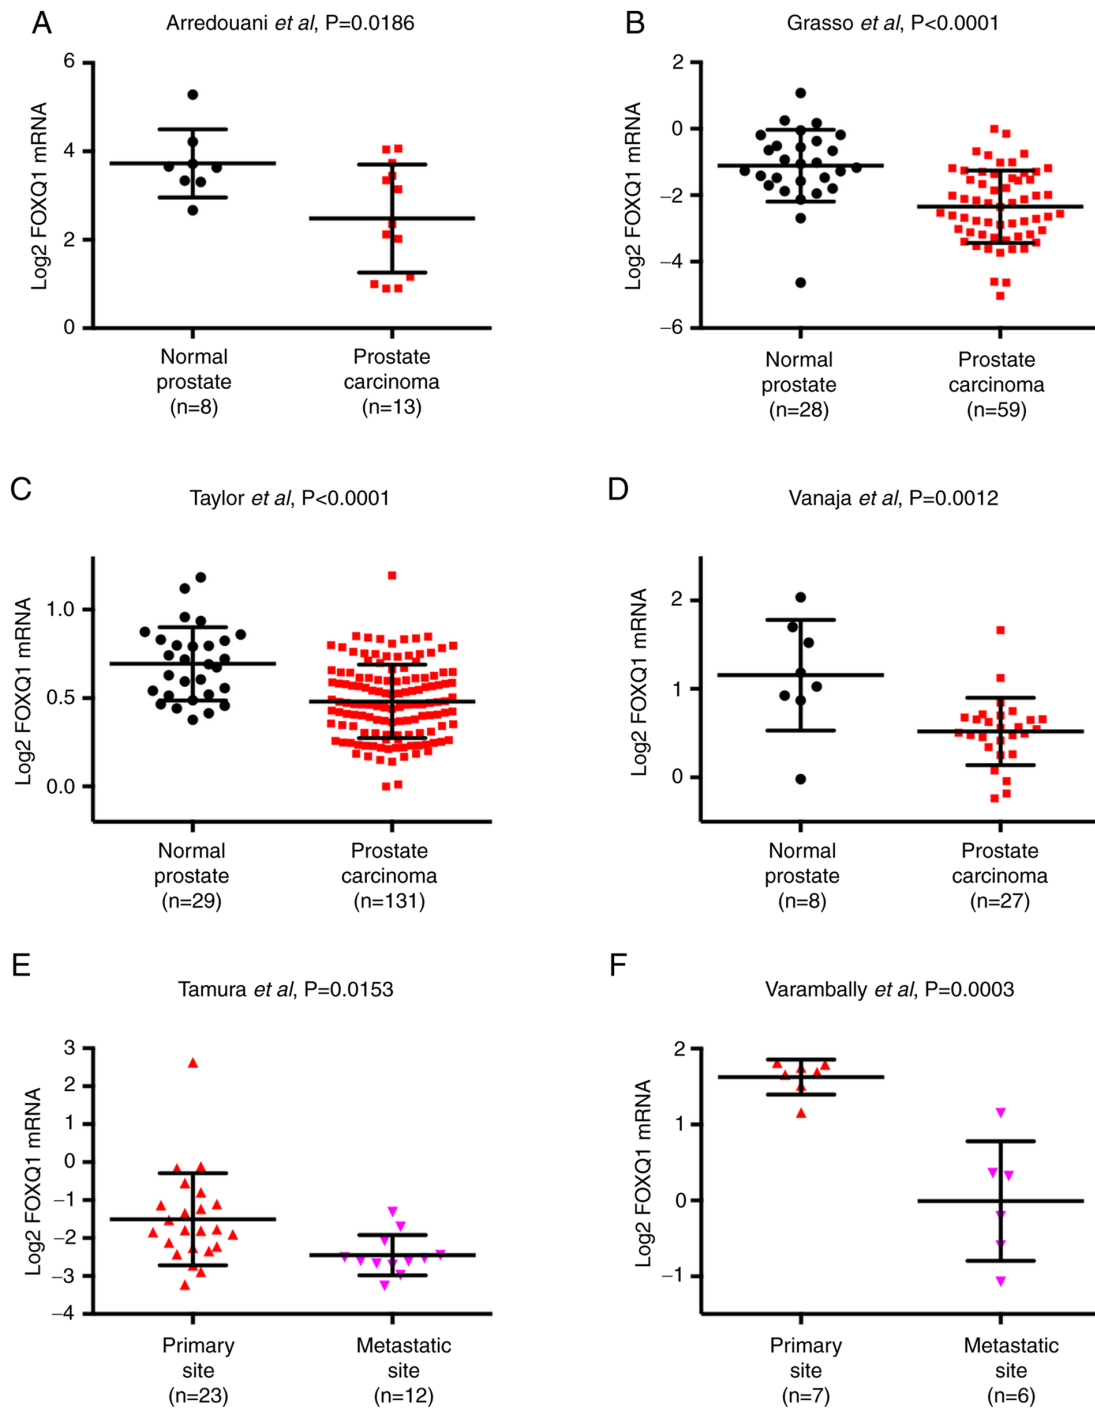 A
Arredouani et al, P=0.0186
Log2 FOXQ1 mRNA
6
4
2
0
Normal
prostate
(n=8)
Prostate
carcinoma
(n=13)
B
Grasso et al, P<0.0001
Log2 FOXQ1 mRNA
2
0
−2
−4
−6
Normal
prostate
(n=28)
Prostate
carcinoma
(n=59)
C
Taylor et al, P<0.0001
Log2 FOXQ1 mRNA
1.0
0.5
0.0
Normal
prostate
(n=29)
Prostate
carcinoma
(n=131)
D
Vanaja et al, P=0.0012
Log2 FOXQ1 mRNA
2
1
0
Normal
prostate
(n=8)
Prostate
carcinoma
(n=27)
E
Tamura et al, P=0.0153
Log2 FOXQ1 mRNA
3
2
1
0
−1
−2
−3
−4
Primary
site
(n=23)
Metastatic
site
(n=12)
F
Varambally et al, P=0.0003
Log2 FOXQ1 mRNA
2
1
0
−1
Primary
site
(n=7)
Metastatic
site
(n=6)